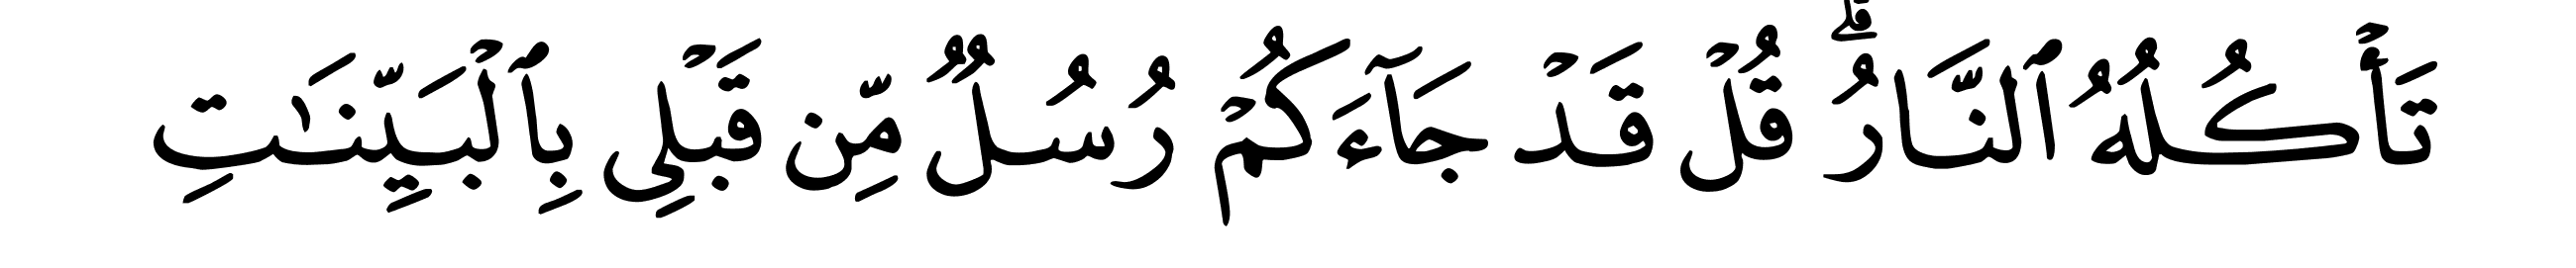 تَأۡكُلُهُ ٱلنَّارُۗ قُلۡ قَدۡ جَآءَكُمۡ رُسُلٌ مِّن قَبۡلِى بِٱلۡبَيِّنَٰتِ